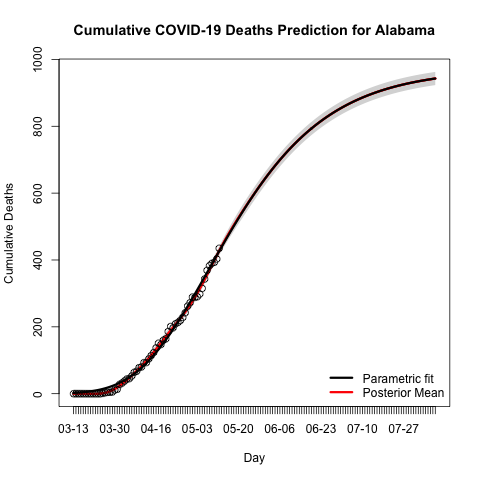 Cumulative COVID-19 Deaths Prediction for Alabama
Cumulative Deaths
1000
800
600
400
200
0
Parametric fit
Posterior Mean
03-13 03-30 04-16 05-03 05-20 06-06 06-23 07-10 07-27
Day